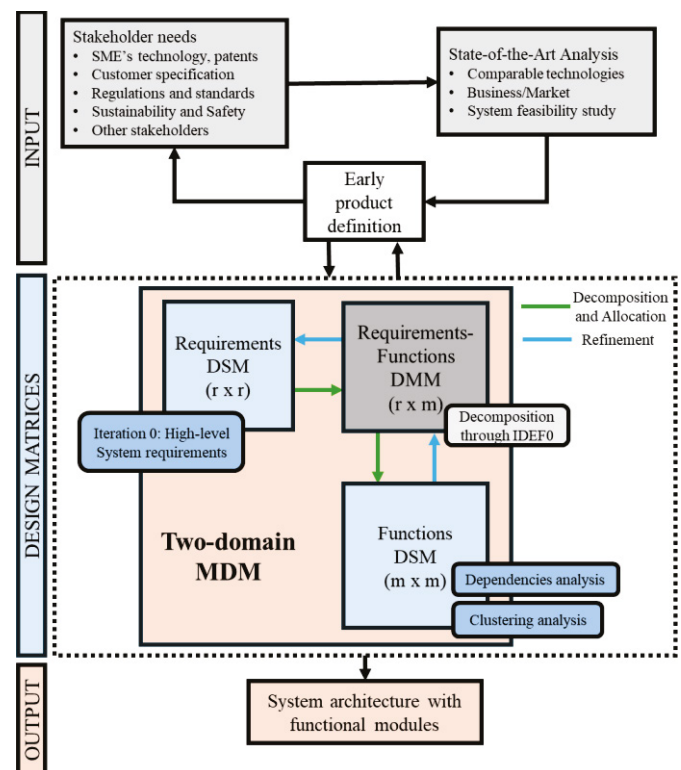 INPUT
Stakeholder needs
• SME's technology, patents
• Customer specification
• Regulations and standards
• Sustainability and Safety
• Other stakeholders
State-of-the-Art Analysis
• Comparable technologies
• Business/Market
• System feasibility study
Early
product
definition
DESIGN MATRICES
Decomposition
and Allocation
Refinement
Requirements
DSM
(r x r)
Requirements-
Functions
DMM
(r x m)
Iteration 0: High-level
System requirements
Decomposition
through IDEF0
Two-domain
MDM
Functions
DSM
(m x m)
Dependencies analysis
Clustering analysis
OUTPUT
System architecture with
functional modules